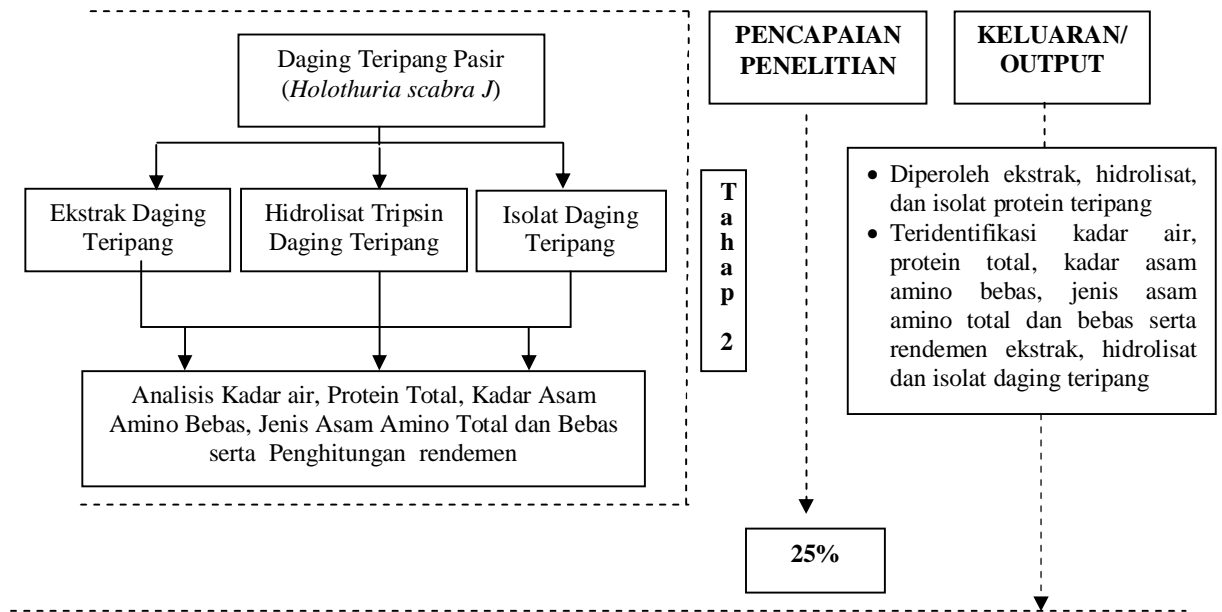 Daging Teripang Pasir
(Holothuria scabra J)
Ekstrak Daging
Teripang
Hidrolisat Tripsin
Daging Teripang
Isolat Daging
Teripang
Analisis Kadar air, Protein Total, Kadar Asam
Amino Bebas, Jenis Asam Amino Total dan Bebas
serta Penghitungan rendemen
T
a
h
a
p
2
PENCAPAIAN
PENELITIAN
25%
KELUARAN/
OUTPUT
• Diperoleh ekstrak, hidrolisat,
dan isolat protein teripang
• Teridentifikasi kadar air,
protein total, kadar asam
amino bebas, jenis asam
amino total dan bebas serta
rendemen ekstrak, hidrolisat
dan isolat daging teripang